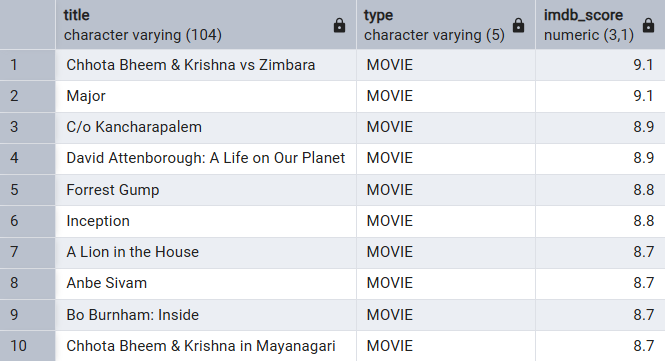 title type imdb_score
character varying (104) character varying (5) numeric (3,1)
1 Chhota Bheem & Krishna vs Zimbara MOVIE 9.1
2 Major MOVIE 9.1
3 C/o Kancharapalem MOVIE 8.9
4 David Attenborough: A Life on Our Planet MOVIE 8.9
5 Forrest Gump MOVIE 8.8
6 Inception MOVIE 8.8
7 A Lion in the House MOVIE 8.7
8 Anbe Sivam MOVIE 8.7
9 Bo Burnham: Inside MOVIE 8.7
10 Chhota Bheem & Krishna in Mayanagari MOVIE 8.7